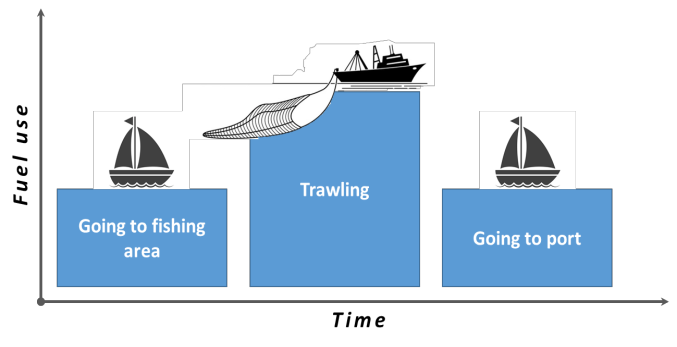 Fuel use
Going to fishing
area
Trawling
Going to port
Time